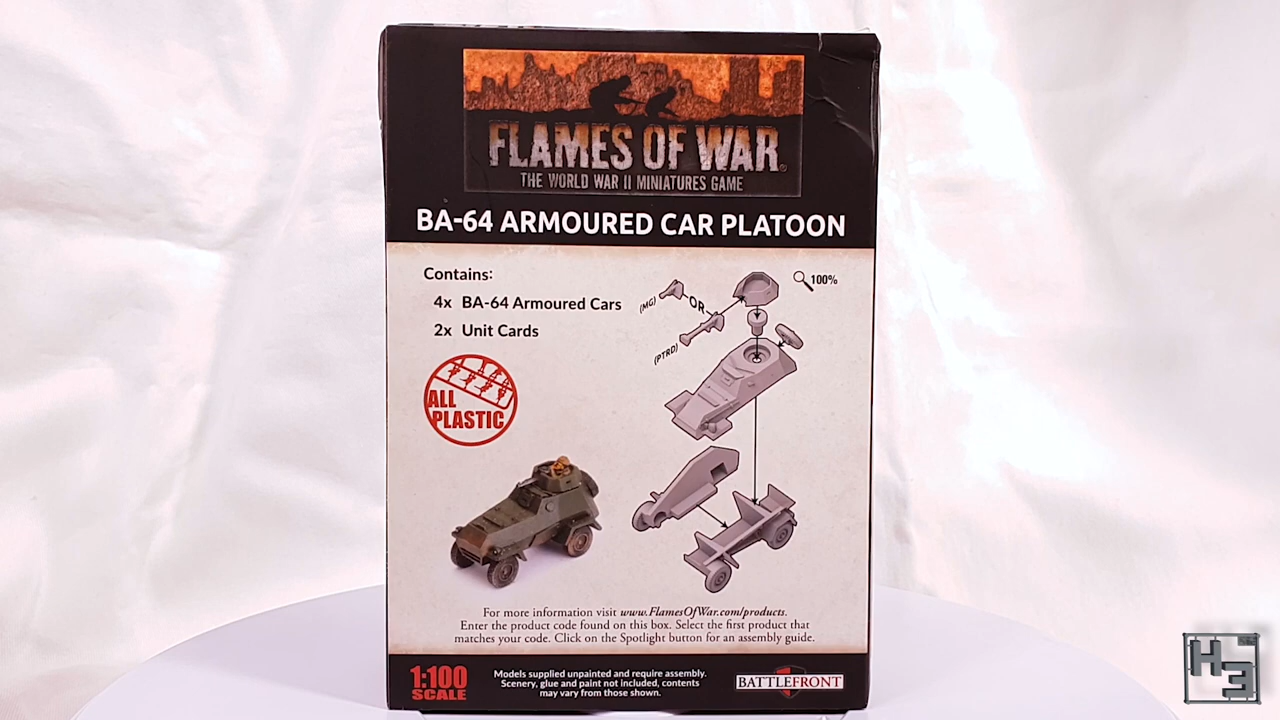 FLAMES OF WAR®
THE WORLD WAR II MINIATURES GAME
BA-64 ARMOURED CAR PLATOON
Contains:
4x BA-64 Armoured Cars
2x Unit Cards
ALL
PLASTIC
(MG)
OR
(PTRD)
100%
For more information visit www.FlamesOfWar.com/products.
Enter the product code found on this box. Select the first product that
matches your code. Click on the Spotlight button for an assembly guide.
1:100
SCALE
Models supplied unpainted and require assembly.
Scenery, glue and paint not included, contents
may vary from those shown.
BATTLEFRONT
H3